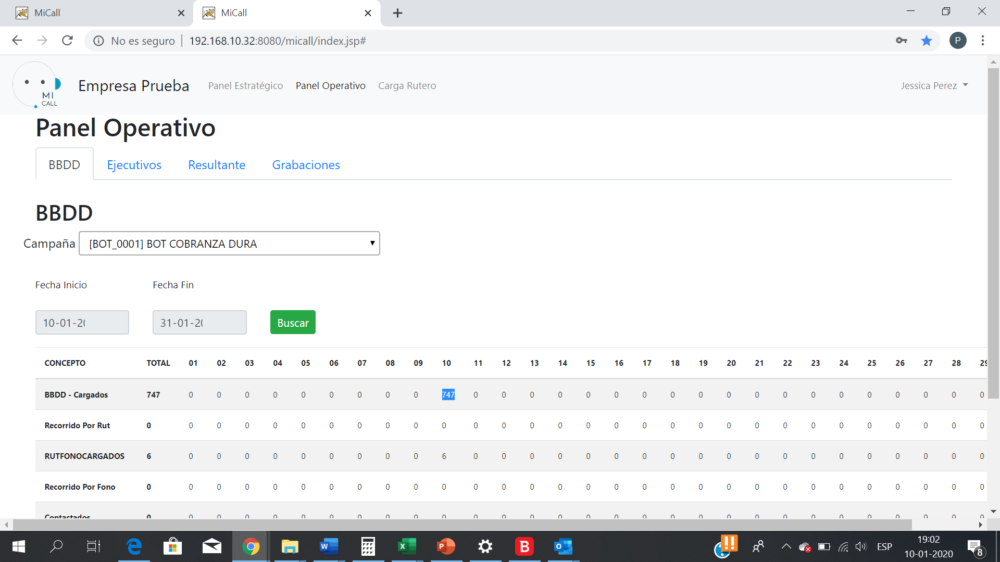 MiCall
MiCall
No es seguro | 192.168.10.32:8080/micall/index.jsp#
P
MI
CALL
Empresa Prueba Panel Estratégico Panel Operativo Carga Rutero Jessica Perez
Panel Operativo
BBDD Ejecutivos Resultante Grabaciones
BBDD
Campaña [BOT_0001] BOT COBRANZA DURA
Fecha Inicio Fecha Fin
10-01-20 31-01-20 Buscar
CONCEPTO TOTAL 01 02 03 04 05 06 07 08 09 10 11 12 13 14 15 16 17 18 19 20 21 22 23 24 25 26 27 28 29
BBDD - Cargados 747 0 0 0 0 0 0 0 0 0 747 0 0 0 0 0 0 0 0 0 0 0 0 0 0 0 0 0 0 0
Recorrido Por Rut 0 0 0 0 0 0 0 0 0 0 0 0 0 0 0 0 0 0 0 0 0 0 0 0 0 0 0 0 0 0
RUTFONOCARGADOS 6 0 0 0 0 0 0 0 0 0 6 0 0 0 0 0 0 0 0 0 0 0 0 0 0 0 0 0 0 0
Recorrido Por Fono 0 0 0 0 0 0 0 0 0 0 0 0 0 0 0 0 0 0 0 0 0 0 0 0 0 0 0 0 0 0
Contactados 0 0 0 0 0 0 0 0 0 0 0 0 0 0 0 0 0 0 0 0 0 0 0 0 0 0 0 0 0 0
ESP
19:02
10-01-2020
8